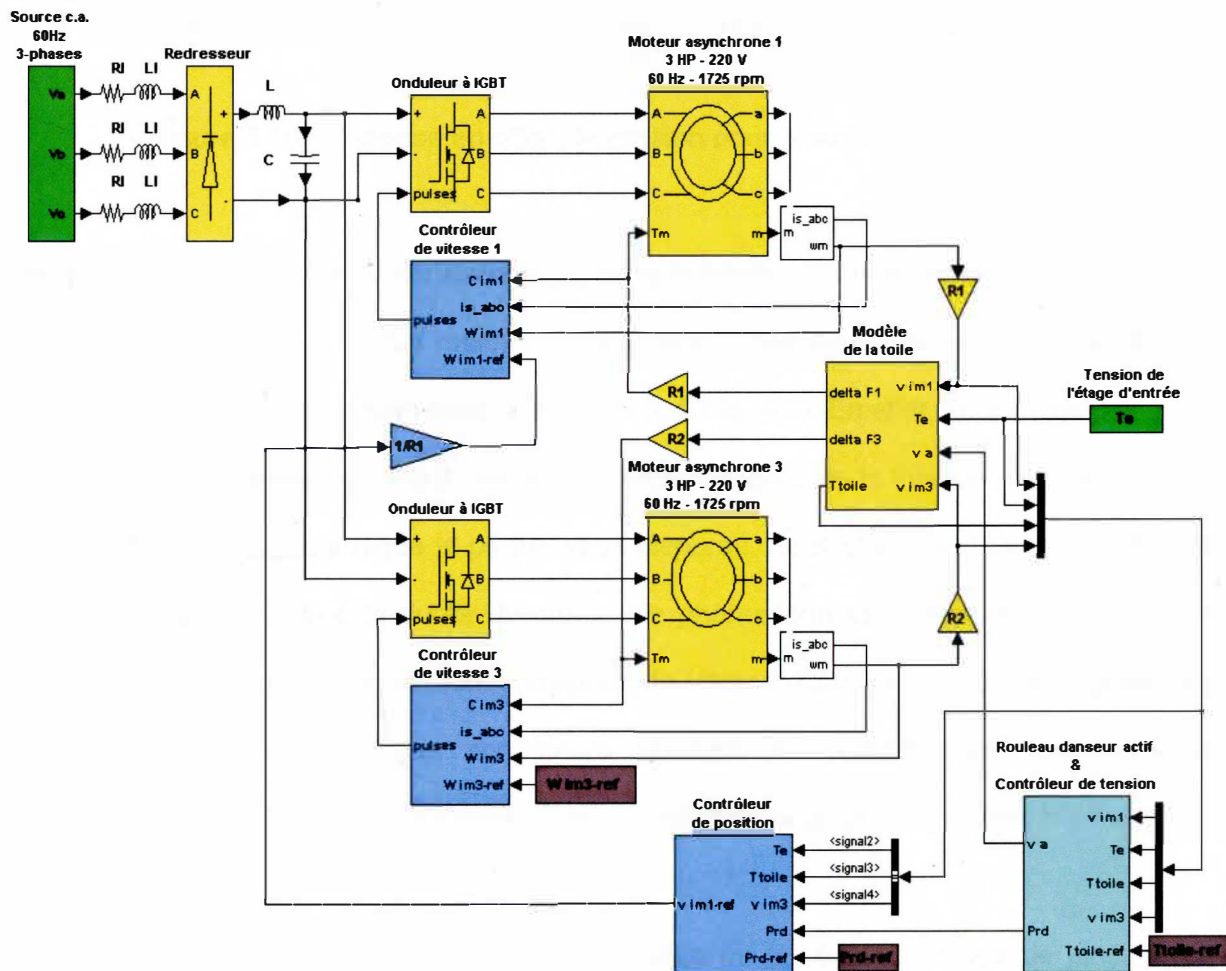 Source c.a.
60Hz
3-phases
Va
Vb
Va
Rl Ll
Rl Ll
Rl Ll
Redresseur
A
B
C
+
-
L
C
Onduleur à IGBT
+
-
pulses
A
B
C
Moteur asynchrone 1
3 HP - 220 V
60 Hz - 1725 rpm
A
B
C
Tm
a
b
c
m
m
is_abc
wm
Contrôleur
de vitesse 1
Cim1
is_abc
Wim1
Wim1-ref
pulses
R1
Modèle
de la toile
delta F1
delta F3
Ttoile
vim1
Te
va
vim3
Tension de
l'étage d'entrée
Te
R1
R2
1/R1
Onduleur à IGBT
+
-
pulses
A
B
C
Moteur asynchrone 3
3 HP - 220 V
60 Hz - 1725 rpm
A
B
C
Tm
a
b
c
m
m
is_abc
wm
R2
Contrôleur
de vitesse 3
Cim3
is_abc
Wim3
Wim3-ref
pulses
Wim3-ref
Contrôleur
de position
vim1-ref
Te
Ttoile
vim3
Prd
Prd-ref
<signal2>
<signal3>
<signal4>
Prd-ref
Rouleau danseur actif
&
Contrôleur de tension
va
Prd
vim1
Te
Ttoile
vim3
Ttoile-ref
Ttoile-ref